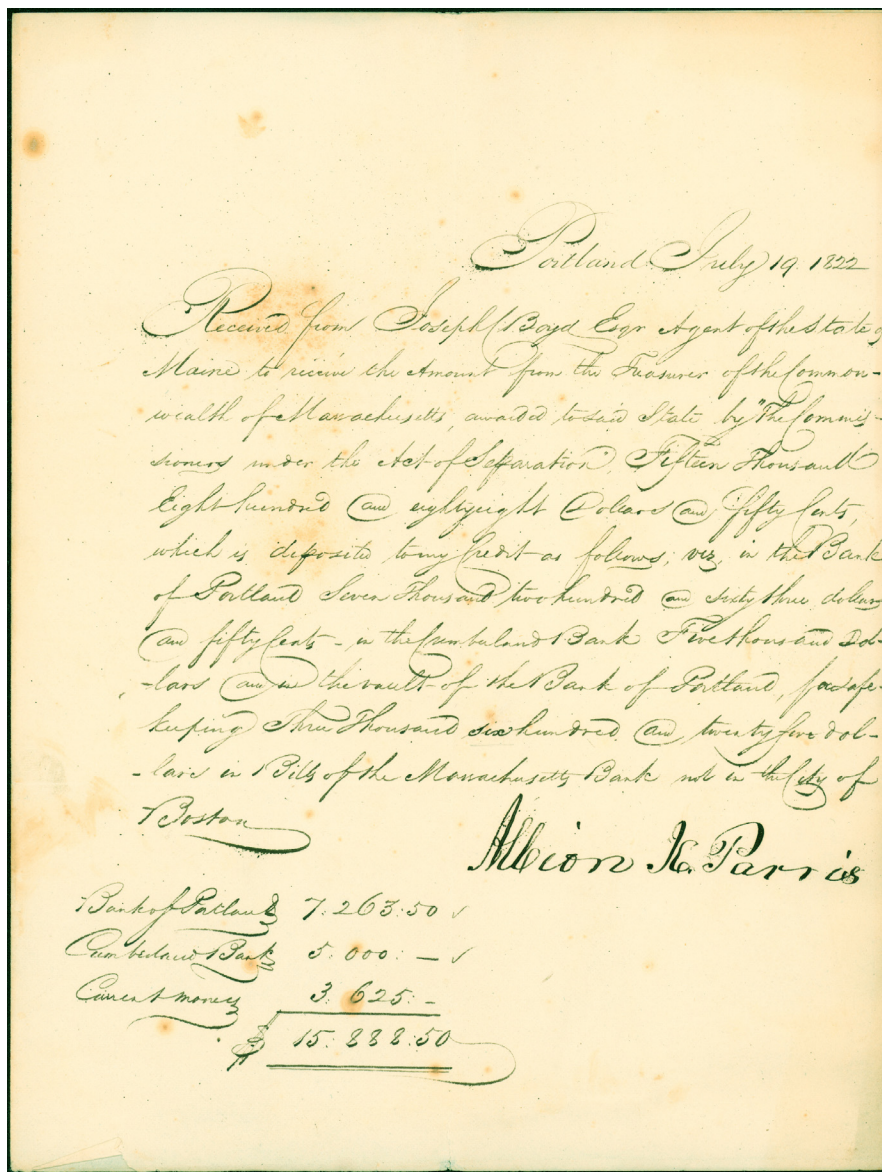 Portland July 19. 1822
Received from Joseph C Boyd Esqr Agent of the State of
Maine to receive the Amount from the Treasurer of the Common-
wealth of Massachusetts, awarded to said State by "The Commis-
sioners under the Act of Separation", Fifteen Thousand
Eight hundred and eighty eight Dollars and fifty Cents,
which is deposited to my Credit as follows; viz, in the Bank
of Portland Seven Thousand two hundred and sixty three dollars
and fifty Cents - in the Cumberland Bank Five thousand Dol-
-lars and in the vault of the Bank of Portland, for safe-
keeping Three Thousand six hundred and twenty five dol-
-lars in Bills of the Massachusetts Bank not in the City of
Boston
Albion K. Parris
Bank of Portland 7.263.50 ✓
Cumberland Bank 5.000. — ✓
Current money 3.625. -
$ 15.888.50